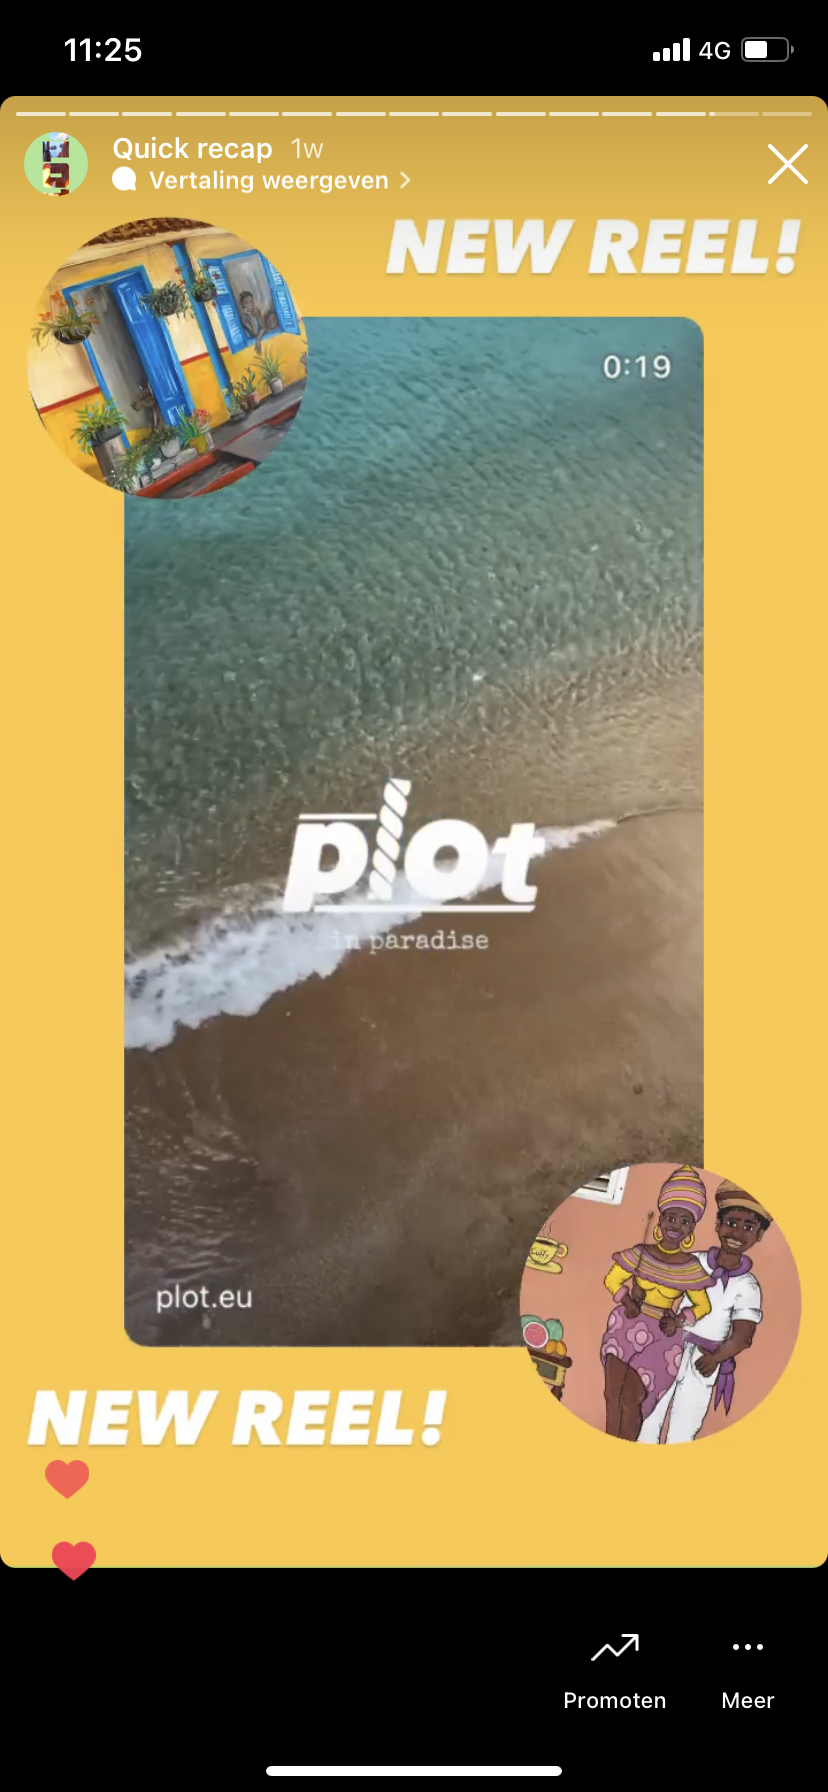 11:25
4G
Quick recap 1w
Vertaling weergeven
NEW REEL!
0:19
plot
in paradise
Cuffy
plot.eu
NEW REEL!
Promoten
Meer